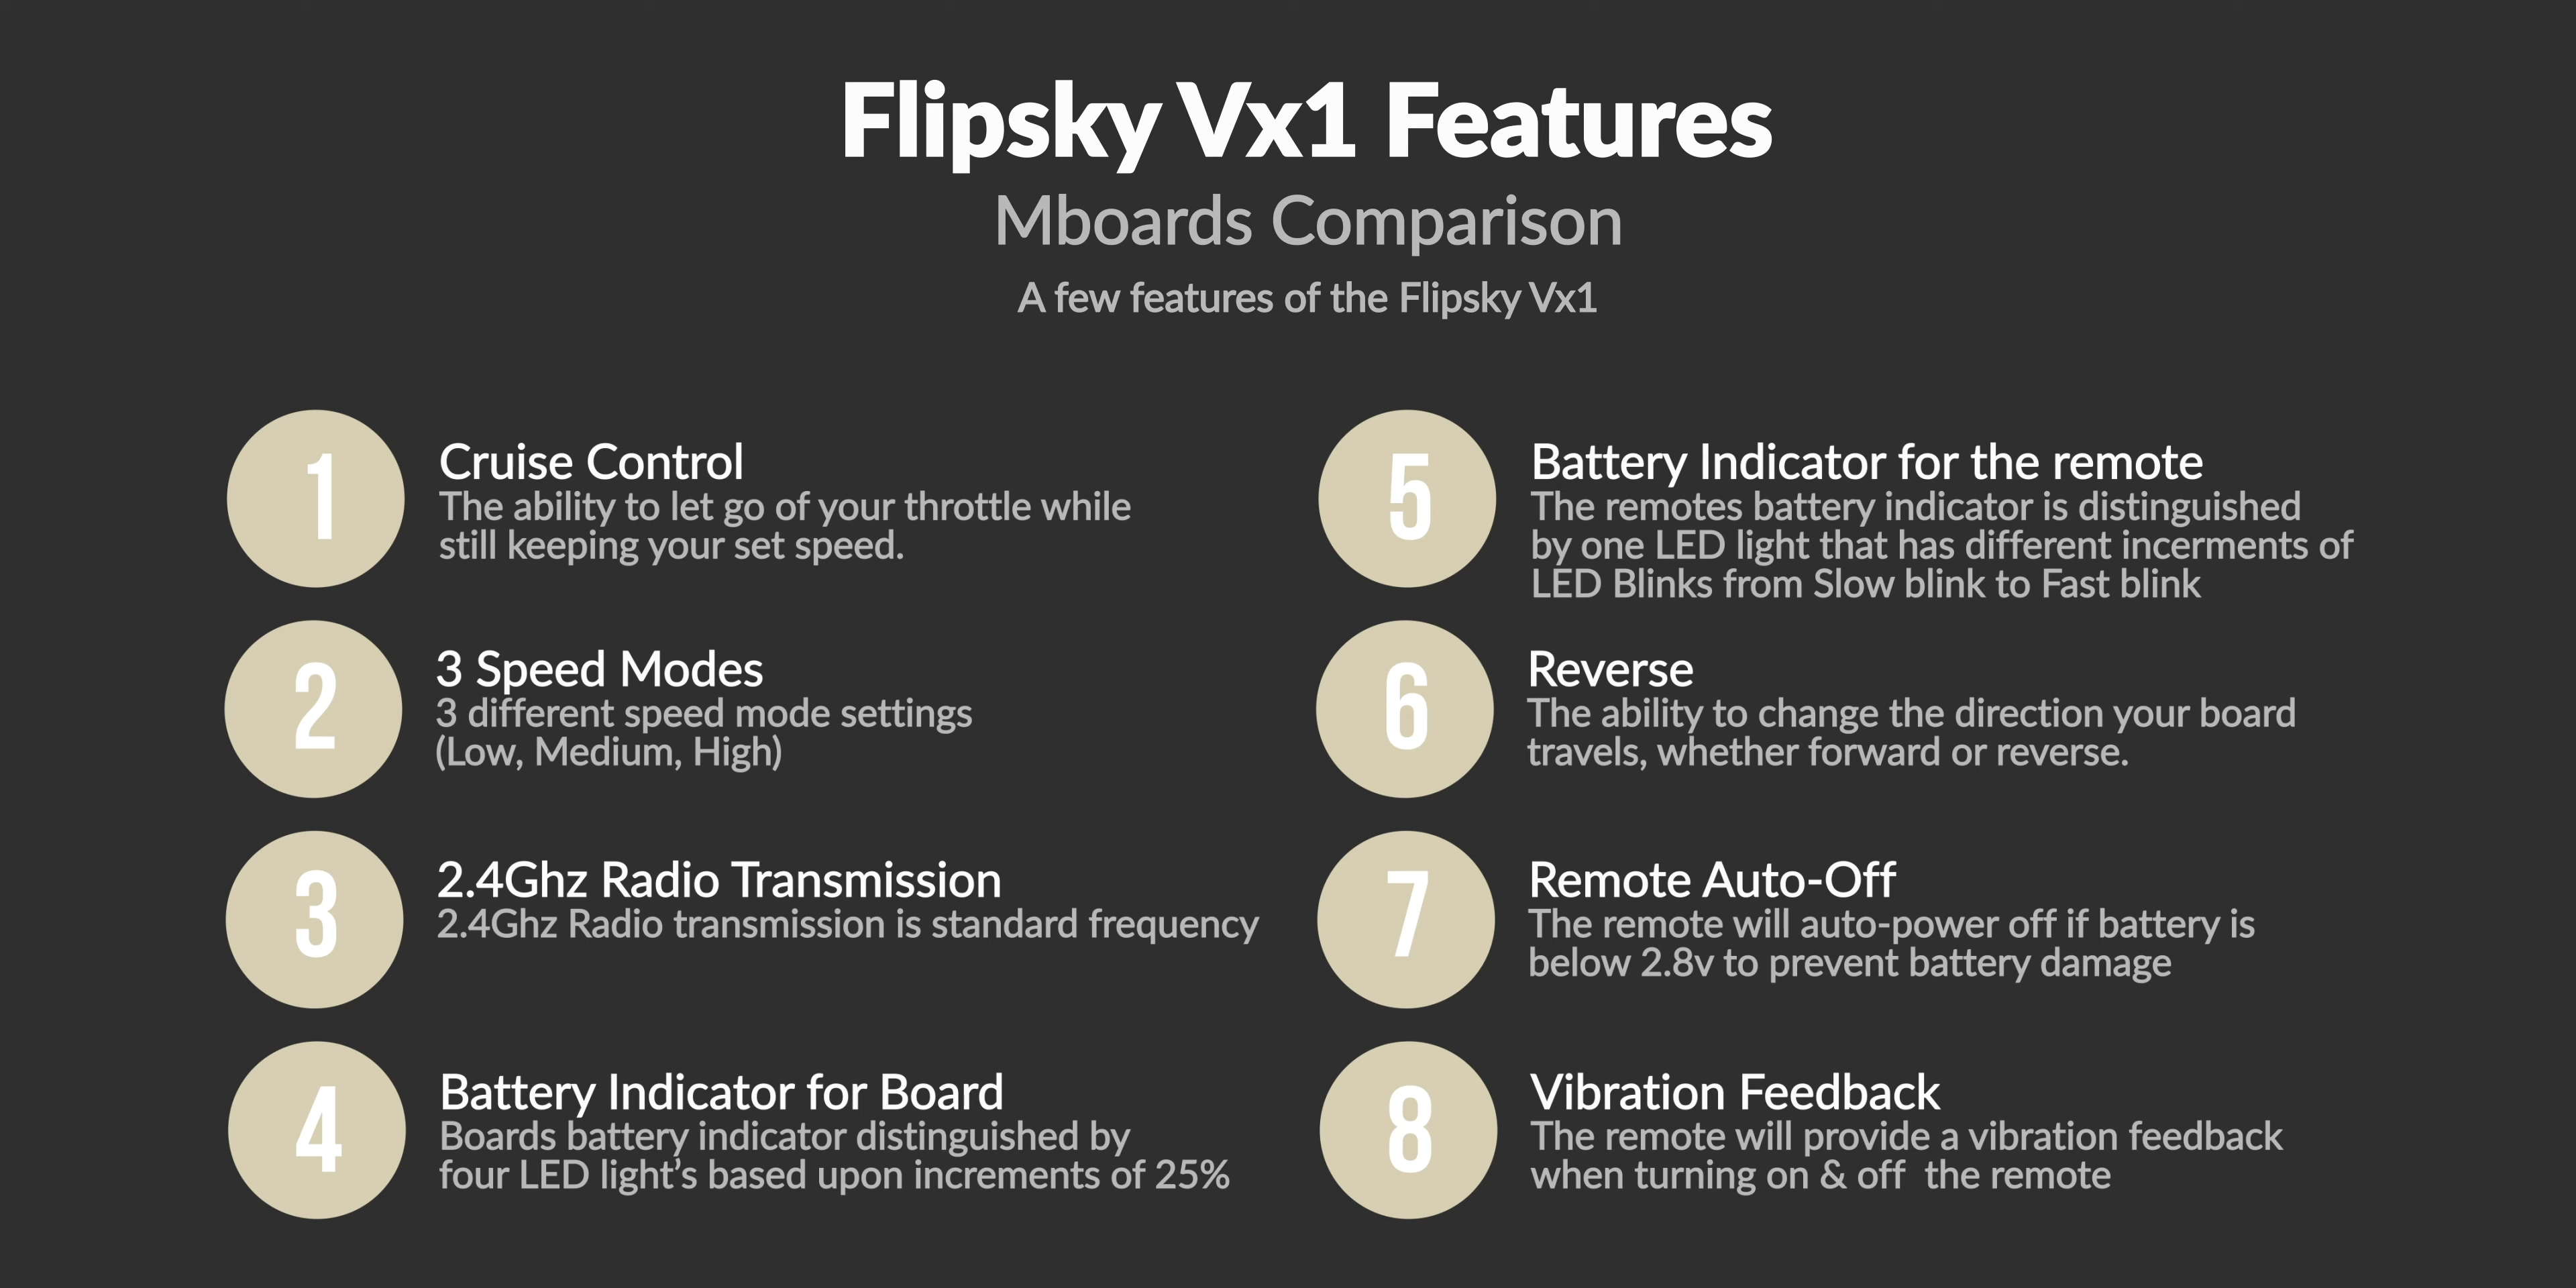 Flipsky Vx1 Features
Mboards Comparison
A few features of the Flipsky Vx1
1
Cruise Control
The ability to let go of your throttle while
still keeping your set speed.
2
3 Speed Modes
3 different speed mode settings
(Low, Medium, High)
3
2.4Ghz Radio Transmission
2.4Ghz Radio transmission is standard frequency
4
Battery Indicator for Board
Boards battery indicator distinguished by
four LED light’s based upon increments of 25%
5
Battery Indicator for the remote
The remotes battery indicator is distinguished
by one LED light that has different incerments of
LED Blinks from Slow blink to Fast blink
6
Reverse
The ability to change the direction your board
travels, whether forward or reverse.
7
Remote Auto-Off
The remote will auto-power off if battery is
below 2.8v to prevent battery damage
8
Vibration Feedback
The remote will provide a vibration feedback
when turning on & off  the remote